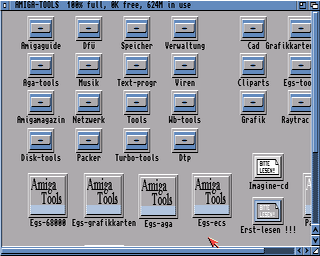 AMIGA-TOOLS 100% full, 0K free, 624M in use
Amigaguide Dfü Speicher Verwaltung Cad Grafikkarten
Aga-tools Musik Text-progr Viren Cliparts Egs-too
Amigamagazin Netzwerk Tools Wb-tools Grafik Raytrac
Disk-tools Packer Turbo-tools Dtp
BITTE LESEN!
Imagine-cd
Amiga Tools Amiga Tools Amiga Tools Amiga Tools
BITTE LESEN!
Egs-68000 Egs-grafikkarten Egs-aga Egs-ecs
Erst-lesen !!!